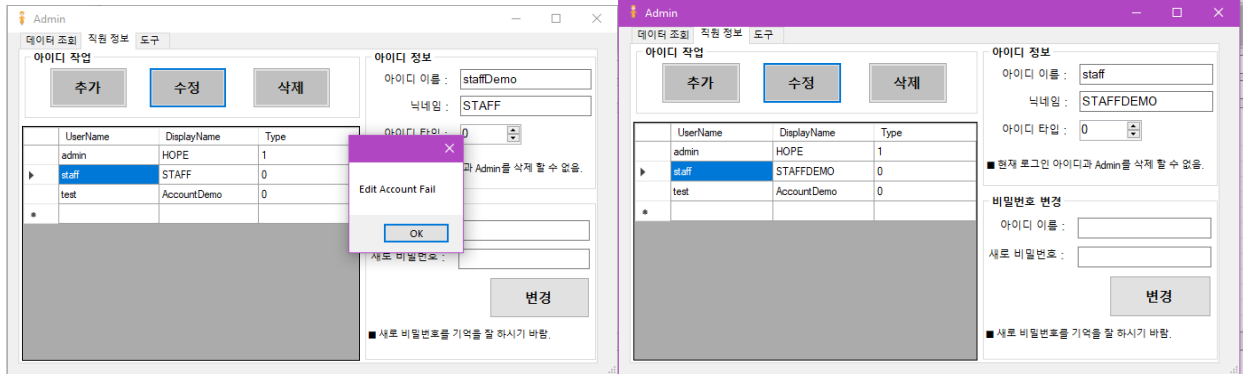 Admin
데이터 조회 직원 정보 도구
아이디 작업
추가 수정 삭제
UserName DisplayName Type
admin HOPE 1
staff STAFF 0
test AccountDemo 0
아이디 정보
아이디 이름 : staffDemo
닉네임 : STAFF
아이디 타입 : 0
과 Admin를 삭제 할 수 없음.
Edit Account Fail
OK
새로 비밀번호 :
변경
■ 새로 비밀번호를 기억을 잘 하시기 바람.
Admin
데이터 조회 직원 정보 도구
아이디 작업
추가 수정 삭제
UserName DisplayName Type
admin HOPE 1
staff STAFFDEMO 0
test AccountDemo 0
아이디 정보
아이디 이름 : staff
닉네임 : STAFFDEMO
아이디 타입 : 0
■ 현재 로그인 아이디과 Admin를 삭제 할 수 없음.
비밀번호 변경
아이디 이름 :
새로 비밀번호 :
변경
■ 새로 비밀번호를 기억을 잘 하시기 바람.